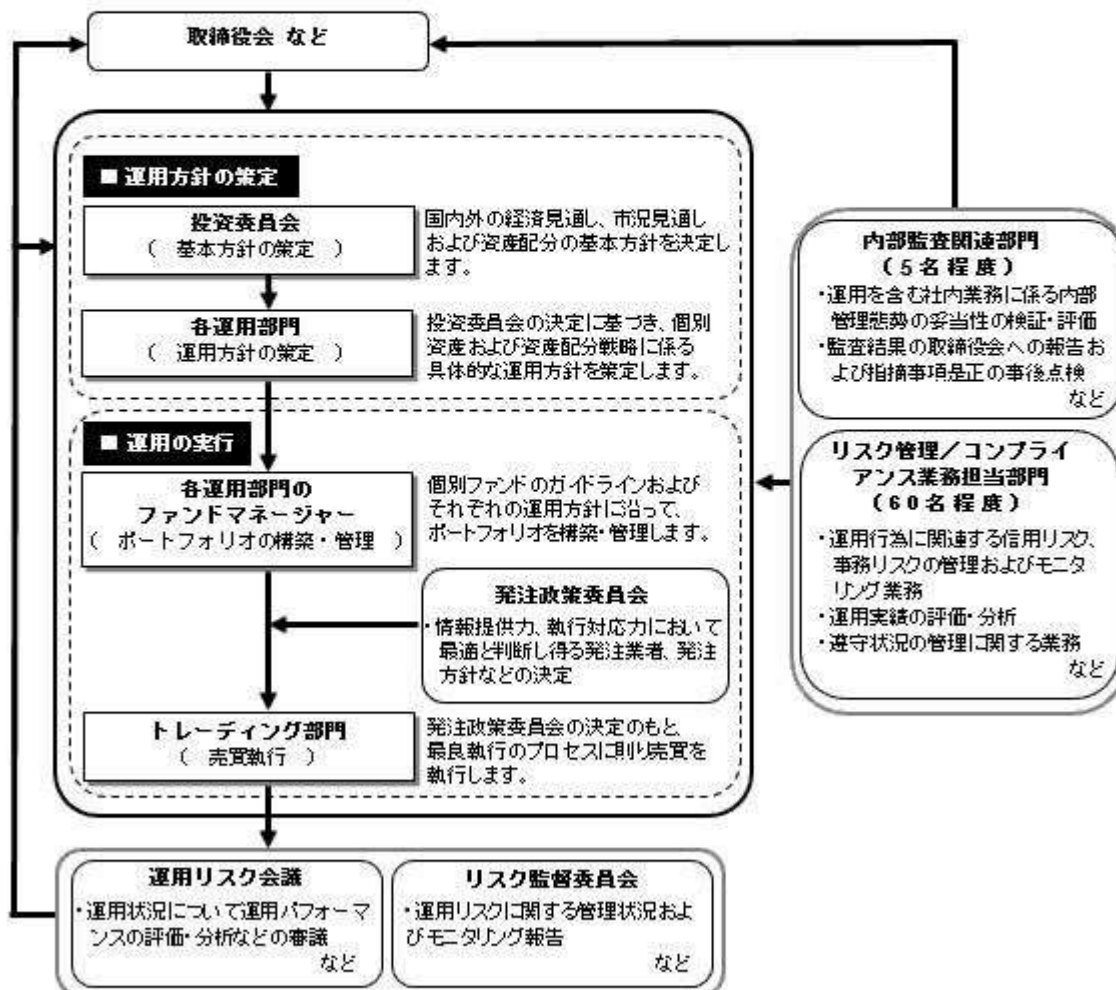 取締役会 など
■ 運用方針の策定
投資委員会
( 基本方針の策定 )
国内外の経済見通し、市況見通し
および資産配分の基本方針を決定し
ます。
各運用部門
( 運用方針の策定 )
投資委員会の決定に基づき、個別
資産および資産配分戦略に係る
具体的な運用方針を策定します。
■ 運用の実行
各運用部門の
ファンドマネージャー
( ポートフォリオの構築・管理 )
個別ファンドのガイドラインおよび
それぞれの運用方針に沿って、
ポートフォリオを構築・管理します。
発注政策委員会
・情報提供力、執行対応力において
最適と判断し得る発注業者、発注
方針などの決定
トレーディング部門
( 売買執行 )
発注政策委員会の決定のもと、
最良執行のプロセスに則り売買を
執行します。
内部監査関連部門
(5名程度)
・運用を含む社内業務に係る内部
管理態勢の妥当性の検証・評価
・監査結果の取締役会への報告お
よび指摘事項是正の事後点検
など
リスク管理/コンプライ
アンス業務担当部門
(60名程度)
・運用行為に関連する信用リスク、
事務リスクの管理およびモニタ
リング業務
・運用実績の評価・分析
・遵守状況の管理に関する業務
など
運用リスク会議
・運用状況について運用パフォーマ
ンスの評価・分析などの審議
など
リスク監督委員会
・運用リスクに関する管理状況およ
びモニタリング報告
など